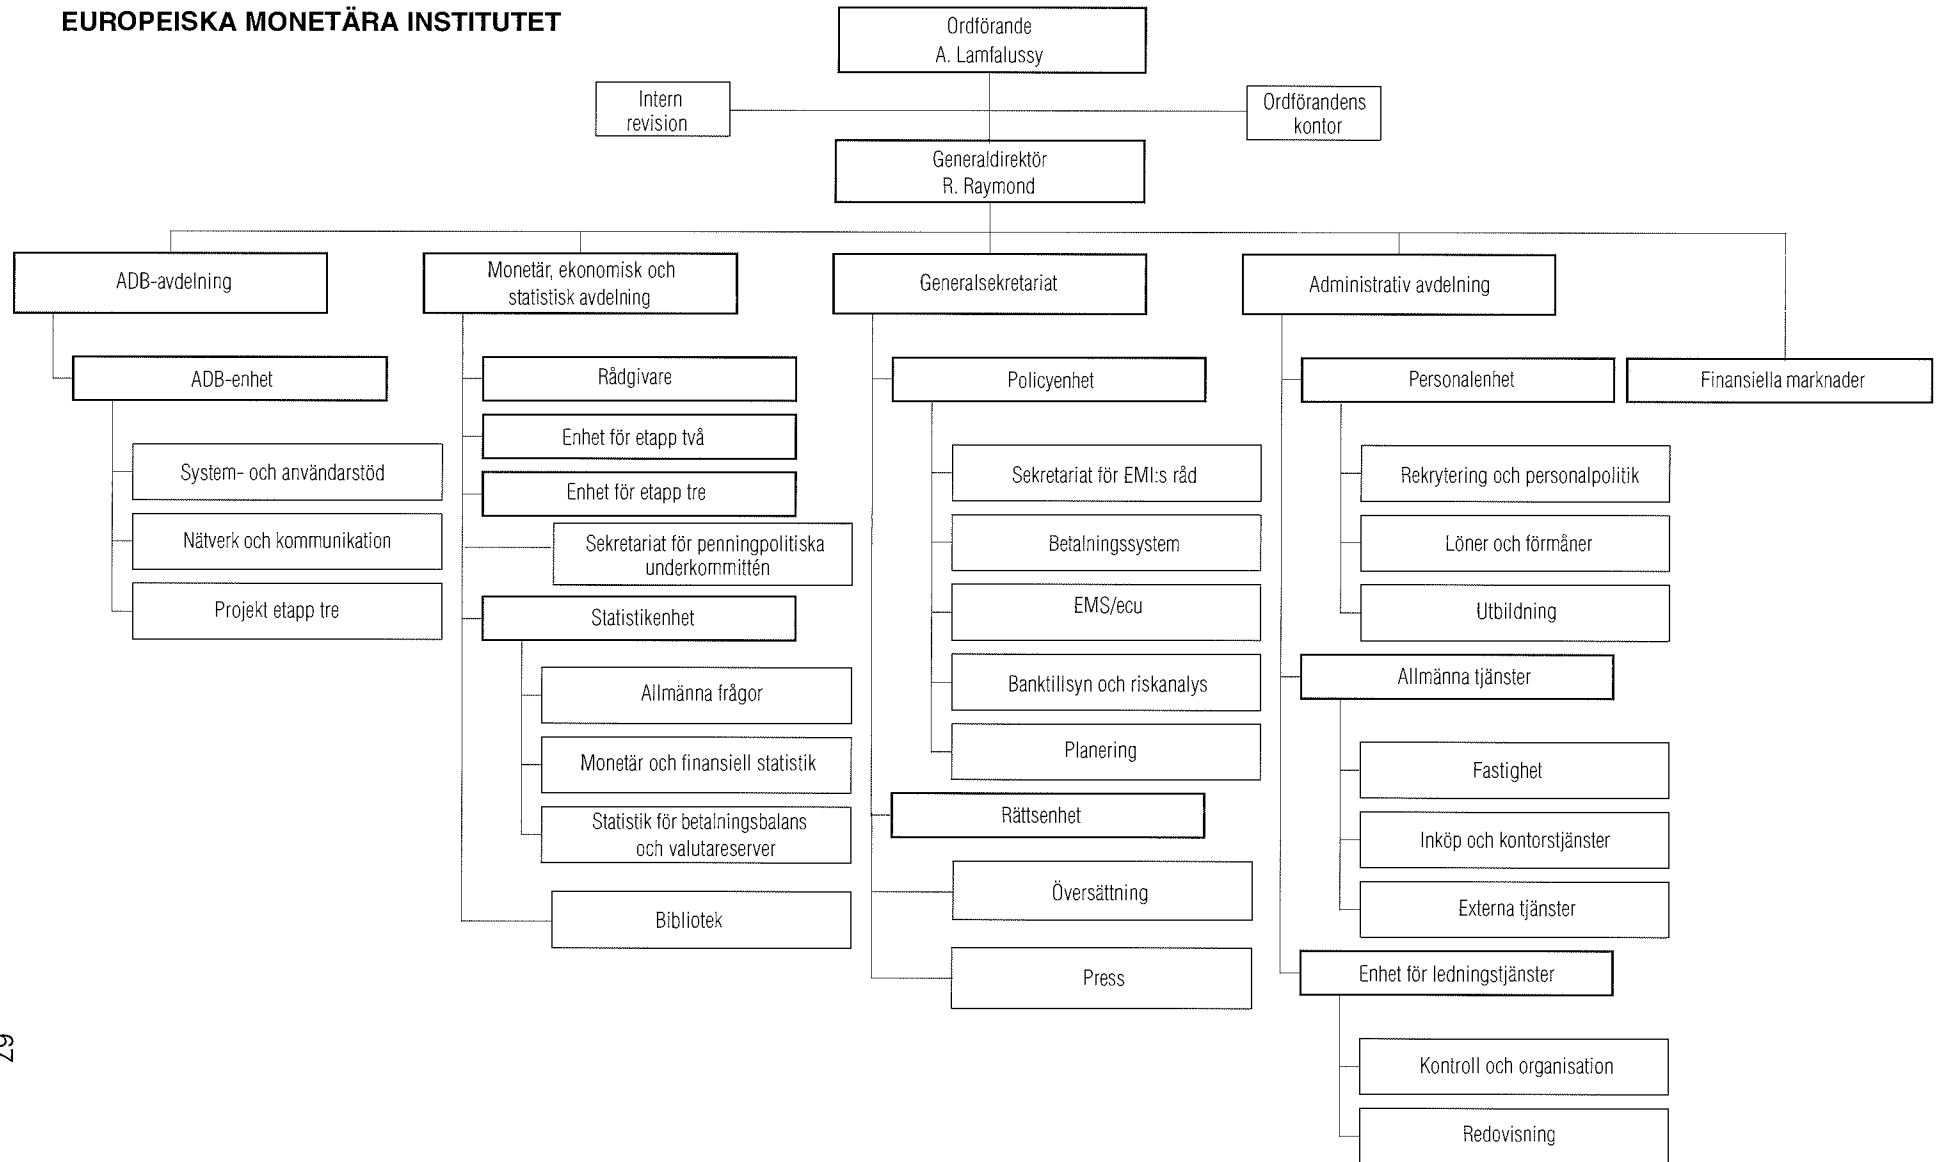 EUROPEISKA MONETÄRA INSTITUTET
Ordförande
A. Lamfalussy
Intern
revision
Ordförandens
kontor
Generaldirektör
R. Raymond
ADB-avdelning
ADB-enhet
System- och användarstöd
Nätverk och kommunikation
Projekt etapp tre
Monetär, ekonomisk och
statistisk avdelning
Rådgivare
Enhet för etapp två
Enhet för etapp tre
Sekretariat för penningpolitiska
underkommittén
Statistikenhet
Allmänna frågor
Monetär och finansiell statistik
Statistik för betalningsbalans
och valutareserver
Bibliotek
Generalsekretariat
Policyenhet
Sekretariat för EMI:s råd
Betalningssystem
EMS/ecu
Banktilisyn och riskanalys
Planering
Rättsenhet
Översättning
Press
Administrativ avdelning
Personalenhet
Rekrytering och personalpolitik
Löner och förmåner
Utbildning
Allmänna tjänster
Fastighet
Inköp och kontorstjänster
Externa tjänster
Enhet för ledningstjänster
Kontroll och organisation
Redovisning
Finansiella marknader
67